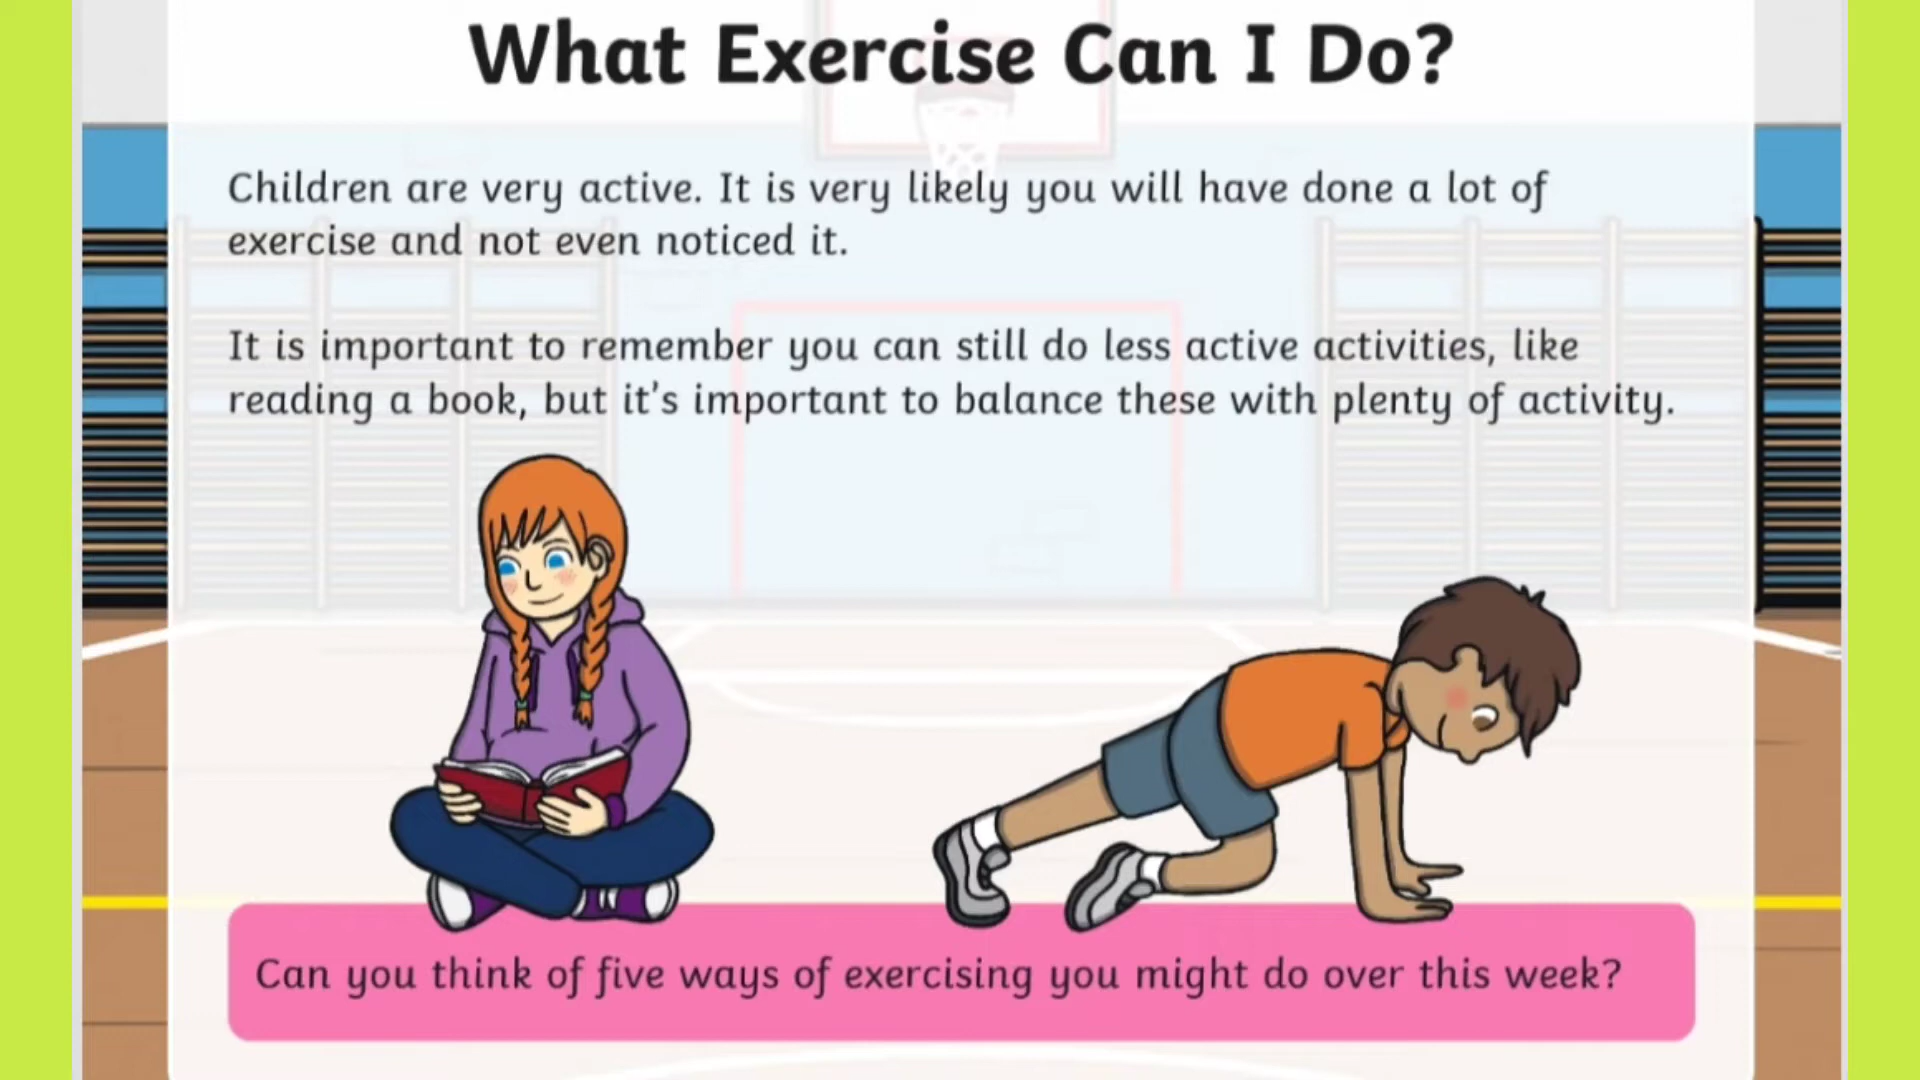 What Exercise Can I Do?
Children are very active. It is very likely you will have done a lot of
exercise and not even noticed it.
It is important to remember you can still do less active activities, like
reading a book, but it's important to balance these with plenty of activity.
Can you think of five ways of exercising you might do over this week?